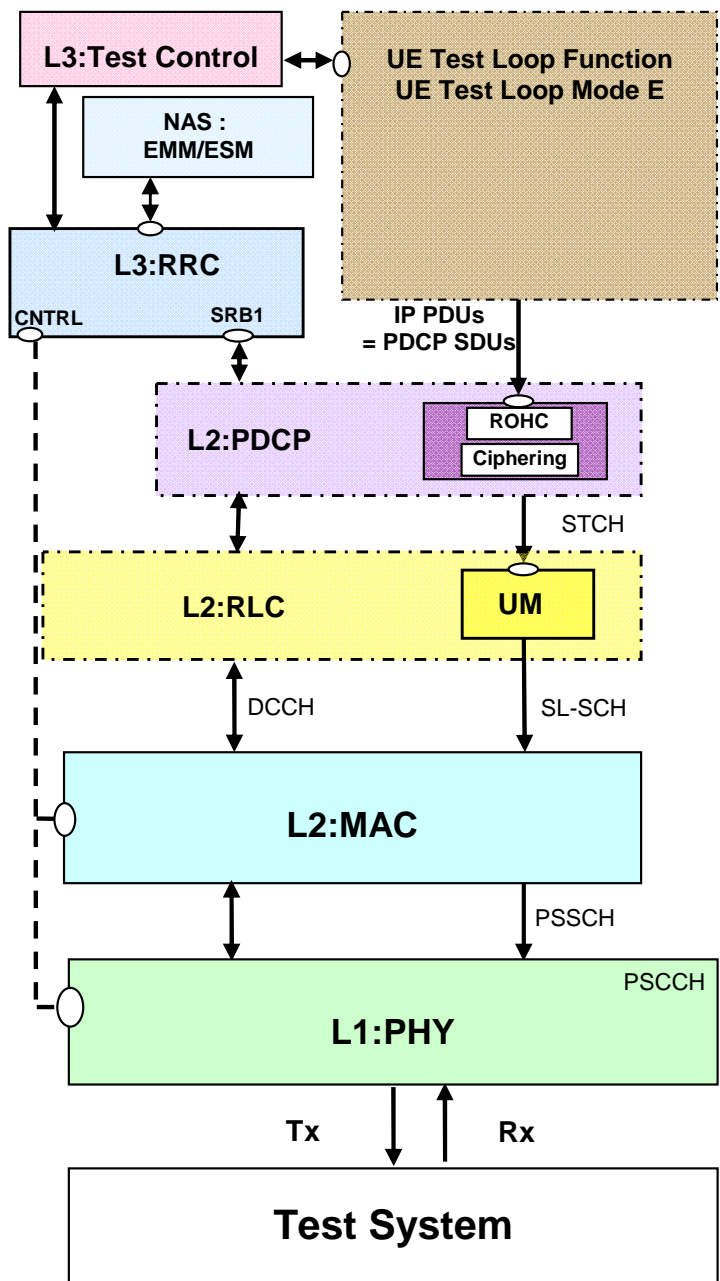 L3:Test Control
UE Test Loop Function
UE Test Loop Mode E
NAS :
EMM/ESM
L3:RRC
CNTRL
SRB1
IP PDUs
= PDCP SDUs
L2:PDCP
ROHC
Ciphering
STCH
L2:RLC
UM
DCCH
SL-SCH
L2:MAC
PSSCH
PSCCH
L1:PHY
Tx
Rx
Test System